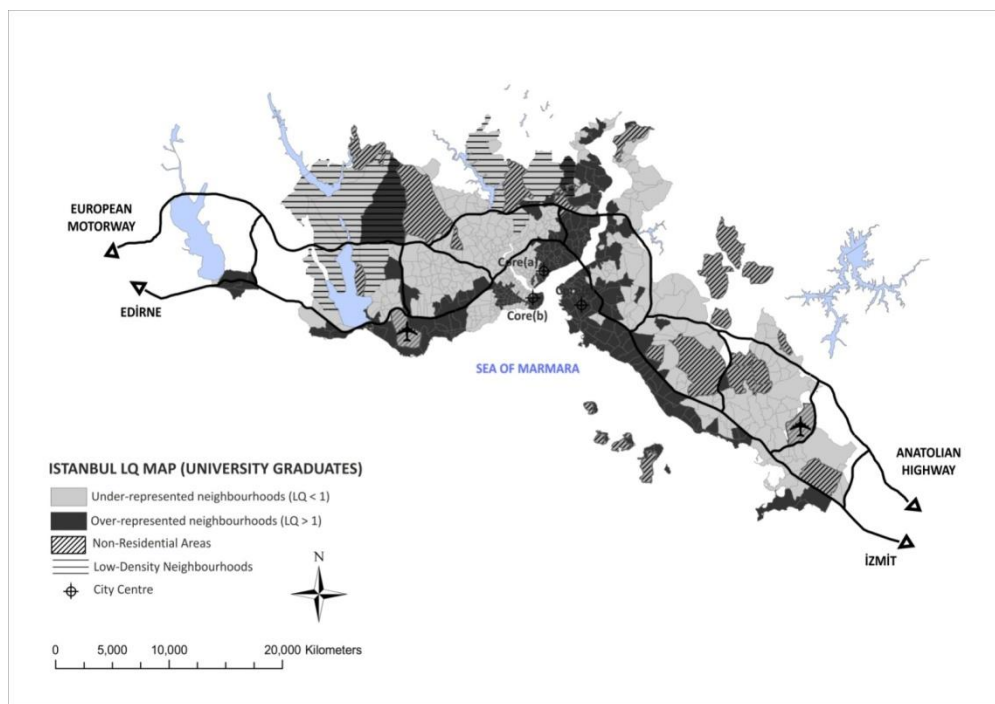 EUROPEAN
MOTORWAY
EDİRNE
Core(a)
Core(b)
SEA OF MARMARA
ANATOLIAN
HIGHWAY
İZMİT
ISTANBUL LQ MAP (UNIVERSITY GRADUATES)
Under-represented neighbourhoods (LQ < 1)
Over-represented neighbourhoods (LQ > 1)
Non-Residential Areas
Low-Density Neighbourhoods
City Centre
N
0 5,000 10,000 20,000 Kilometers